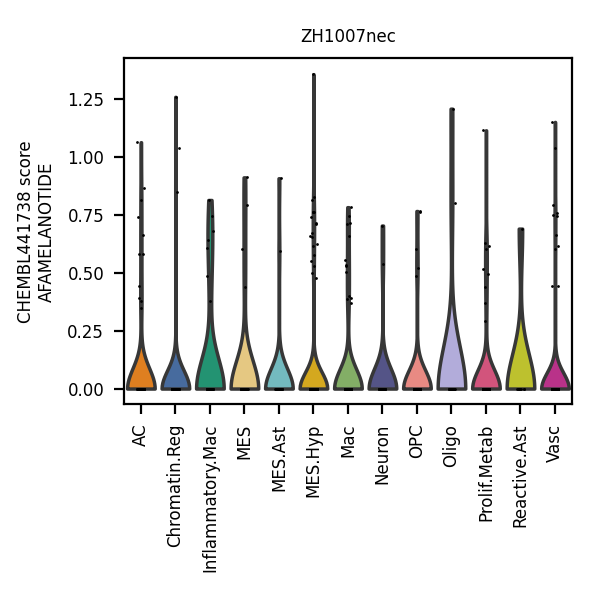 ZH1007nec
CHEMBL441738 score
AFAMELANOTIDE
1.25
1.00
0.75
0.50
0.25
0.00
AC
Chromatin.Reg
Inflammatory.Mac
MES
MES.Ast
MES.Hyp
Mac
Neuron
OPC
Oligo
Prolif.Metab
Reactive.Ast
Vasc